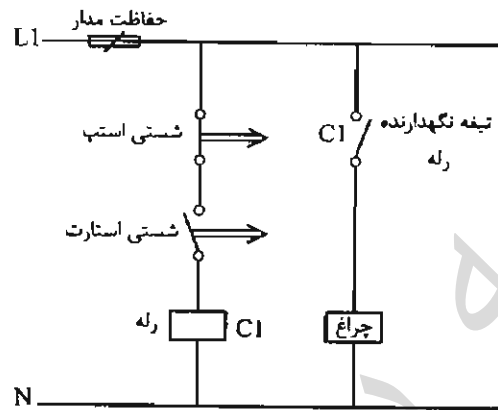 حفاظت مدار
L1
شستی استپ
C1
تیغه نگهدارنده
رله
شستی استارت
رله
C1
چراغ
N